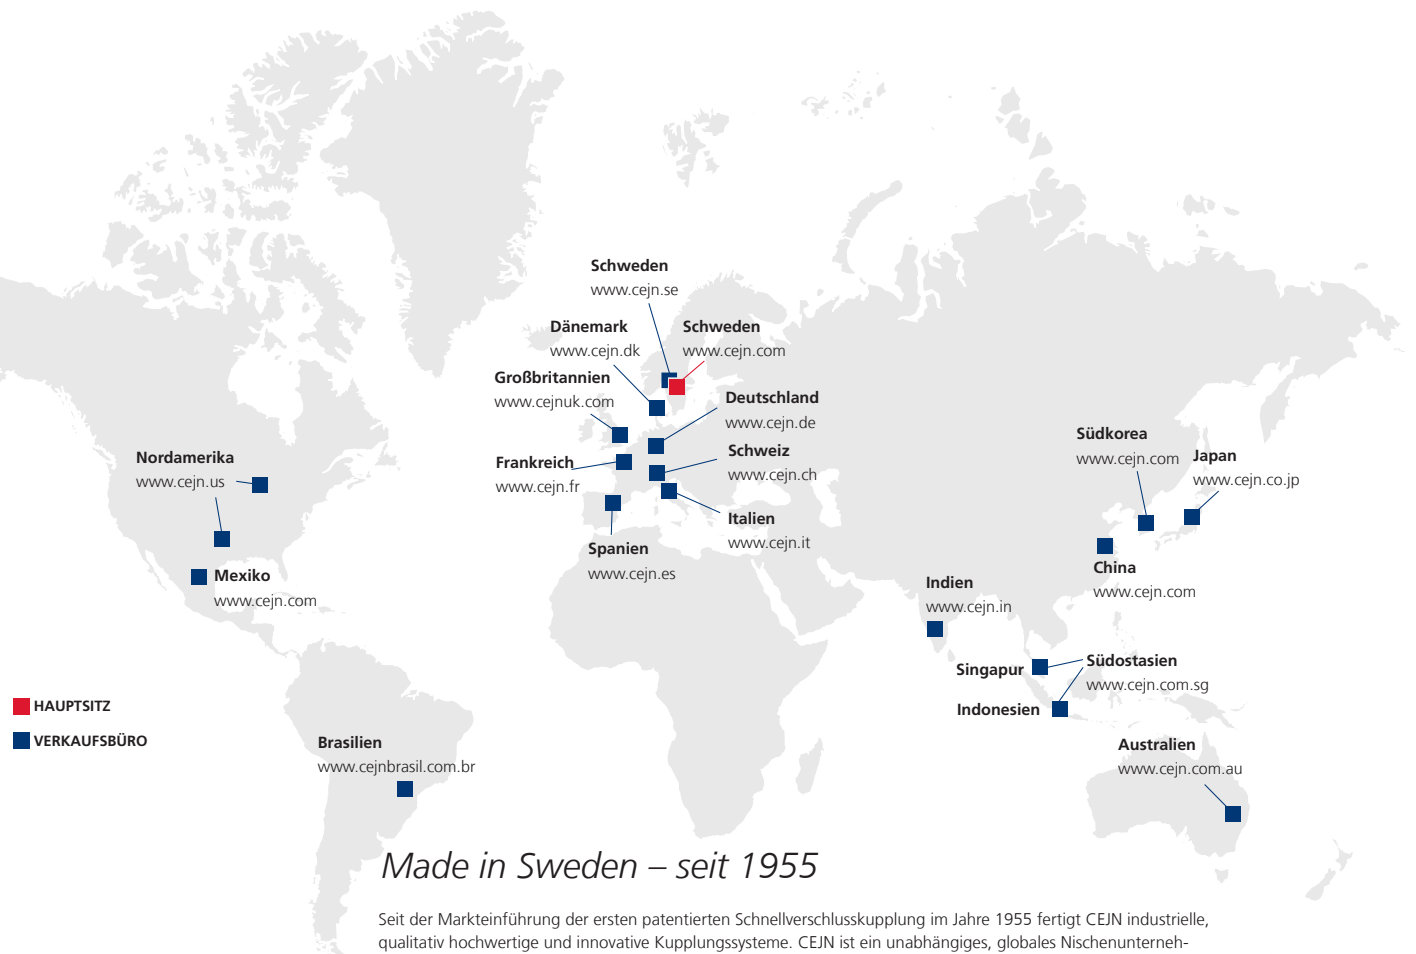 Schweden
www.cejn.se
Dänemark
www.cejn.dk
Schweden
www.cejn.com
Großbritannien
www.cejnuk.com
Deutschland
www.cejn.de
Frankreich
www.cejn.fr
Schweiz
www.cejn.ch
Italien
www.cejn.it
Spanien
www.cejn.es
Nordamerika
www.cejn.us
Mexiko
www.cejn.com
Südkorea
www.cejn.com
Japan
www.cejn.co.jp
China
www.cejn.com
Indien
www.cejn.in
Singapur
Südostasien
www.cejn.com.sg
Indonesien
HAUPTSITZ
VERKAUFSBÜRO
Brasilien
www.cejnbrasil.com.br
Australien
www.cejn.com.au
Made in Sweden – seit 1955
Seit der Markteinführung der ersten patentierten Schnellverschlusskupplung im Jahre 1955 fertigt CEJN industrielle,
qualitativ hochwertige und innovative Kupplungssysteme. CEJN ist ein unabhängiges, globales Nischenunterneh-